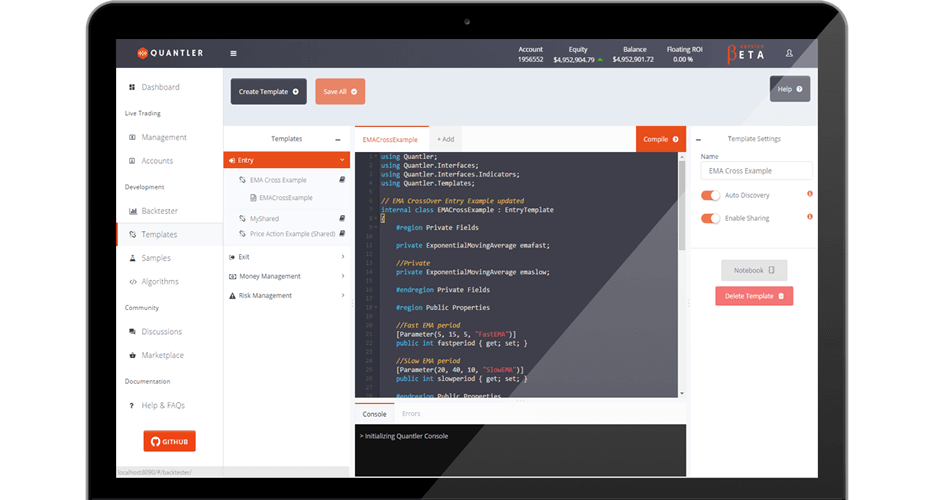 QUANTLER
Account
1956552
Equity
$4,952,904.79
Balance
$4,952,901.72
Floating ROI
0.00 %
version
βETA
Dashboard
Live Trading
Management
Accounts
Development
Backtester
Templates
Samples
Algorithms
Community
Discussions
Marketplace
Documentation
? Help & FAQs
GITHUB
localhost:8090/#/backtester/
Create Template
Save All
Help
Templates
Entry
EMA Cross Example
EMACrossExample
MyShared
Price Action Example (Shared)
Exit
Money Management
Risk Management
EMACrossExample
+ Add
Compile
1 using Quantler;
2 using Quantler.Interfaces;
3 using Quantler.Interfaces.Indicators;
4 using Quantler.Templates;
5
6 // EMA CrossOver Entry Example updated
7 internal class EMACrossExample : EntryTemplate
8 {
9 #region Private Fields
10
11 private ExponentialMovingAverage emafast;
12
13 //Private
14 private ExponentialMovingAverage emaslow;
15
16 #endregion Private Fields
17
18 #region Public Properties
19
20 //Fast EMA period
21 [Parameter(5, 15, 5, "FastEMA")]
22 public int fastperiod { get; set; }
23
24 //Slow EMA period
25 [Parameter(20, 40, 10, "SlowEMA")]
26 public int slowperiod { get; set; }
27
28 #endregion Public Properties
Console
Errors
> Initializing Quantler Console
Template Settings
Name
EMA Cross Example
Auto Discovery
Enable Sharing
Notebook
Delete Template